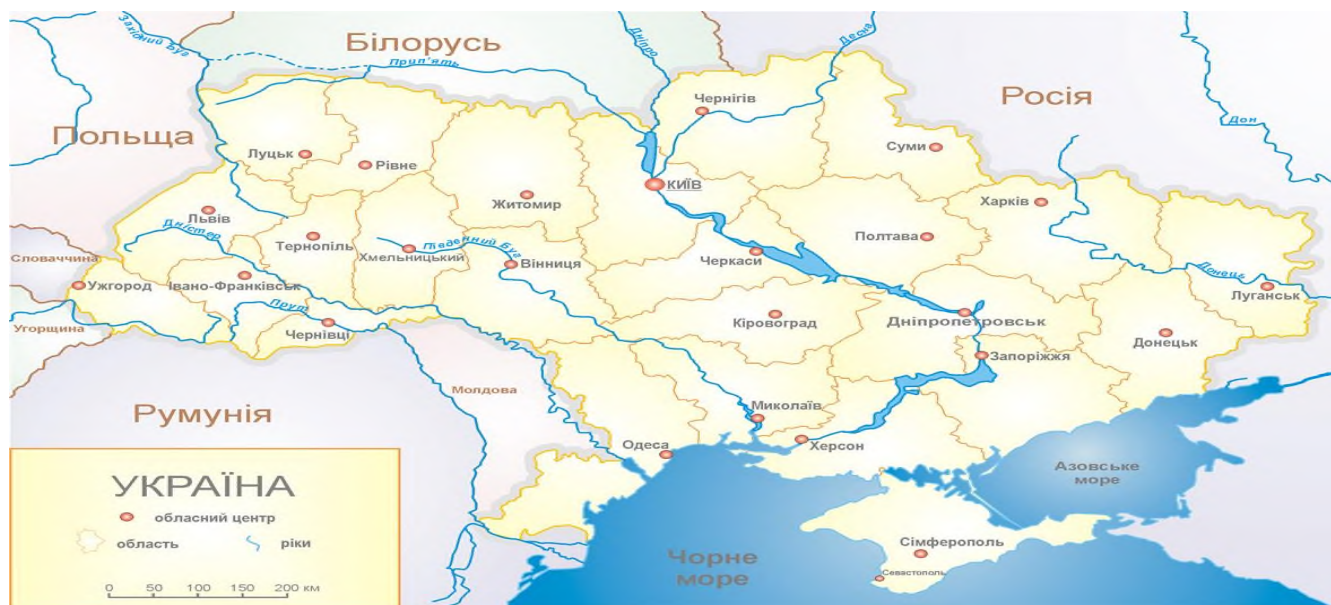 Західний Буг
Білорусь
Прип'ять
Дніпро
Десна
Росія
Дон
Польща
Чернігів
Луцьк
Рівне
Суми
КИЇВ
Житомир
Харків
Львів
Дністер
Тернопіль
Хмельницький
Південний Буг
Вінниця
Черкаси
Полтава
Словаччина
Ужгород
Івано-Франківськ
Прут
Чернівці
Угорщина
Кіровоград
Дніпропетровськ
Донець
Луганськ
Донецьк
Запоріжжя
Молдова
Румунія
Миколаїв
Херсон
Одеса
Азовське
море
Чорне
море
Сімферополь
Севастополь
УКРАЇНА
обласний центр
область
ріки
0 50 100 150 200 км